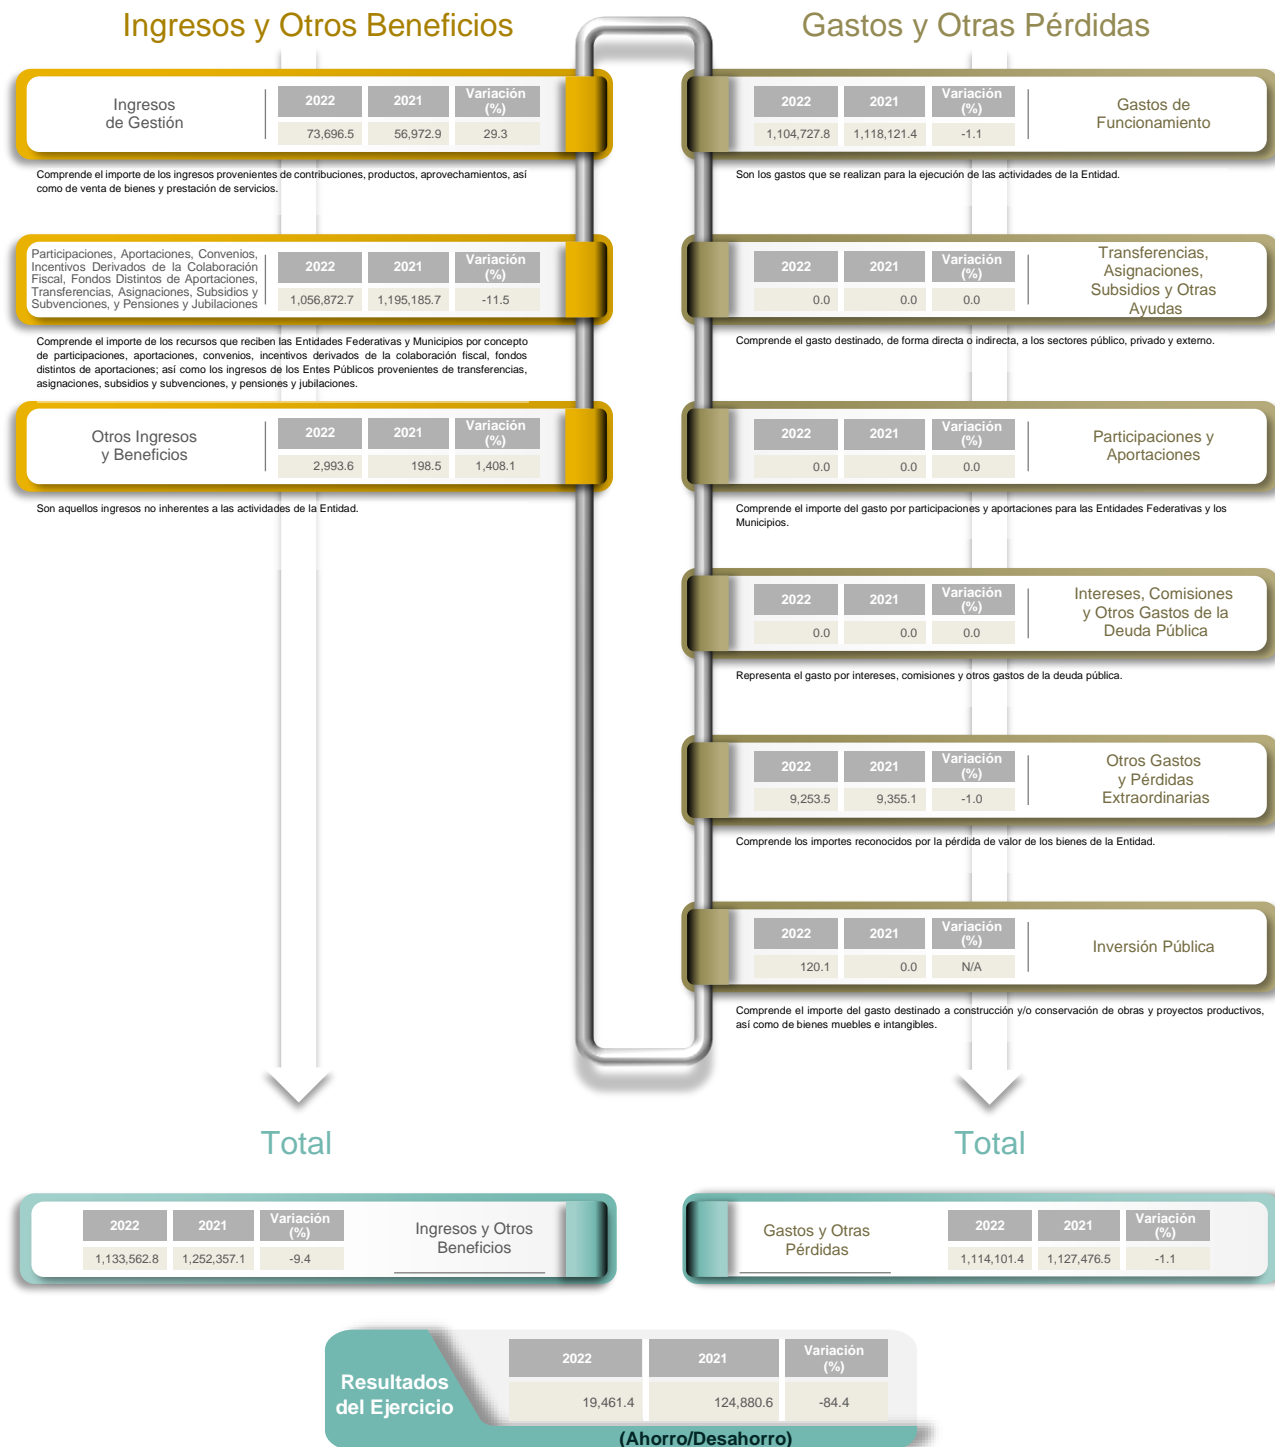 Ingresos y Otros Beneficios
Ingresos
de Gestión
2022 2021 Variación (%)
73,696.5 56,972.9 29.3
Comprende el importe de los ingresos provenientes de contribuciones, productos, aprovechamientos, así
como de venta de bienes y prestación de servicios.
Participaciones, Aportaciones, Convenios,
Incentivos Derivados de la Colaboración
Fiscal, Fondos Distintos de Aportaciones,
Transferencias, Asignaciones, Subsidios y
Subvenciones, y Pensiones y Jubilaciones
2022 2021 Variación (%)
1,056,872.7 1,195,185.7 -11.5
Comprende el importe de los recursos que reciben las Entidades Federativas y Municipios por concepto
de participaciones, aportaciones, convenios, incentivos derivados de la colaboración fiscal, fondos
distintos de aportaciones; así como los ingresos de los Entes Públicos provenientes de transferencias,
asignaciones, subsidios y subvenciones, y pensiones y jubilaciones.
Otros Ingresos
y Beneficios
2022 2021 Variación (%)
2,993.6 198.5 1,408.1
Son aquellos ingresos no inherentes a las actividades de la Entidad.
Gastos y Otras Pérdidas
2022 2021 Variación (%)
1,104,727.8 1,118,121.4 -1.1
Gastos de
Funcionamiento
Son los gastos que se realizan para la ejecución de las actividades de la Entidad.
2022 2021 Variación (%)
0.0 0.0 0.0
Transferencias,
Asignaciones,
Subsidios y Otras
Ayudas
Comprende el gasto destinado, de forma directa o indirecta, a los sectores público, privado y externo.
2022 2021 Variación (%)
0.0 0.0 0.0
Participaciones y
Aportaciones
Comprende el importe del gasto por participaciones y aportaciones para las Entidades Federativas y los
Municipios.
2022 2021 Variación (%)
0.0 0.0 0.0
Intereses, Comisiones
y Otros Gastos de la
Deuda Pública
Representa el gasto por intereses, comisiones y otros gastos de la deuda pública.
2022 2021 Variación (%)
9,253.5 9,355.1 -1.0
Otros Gastos
y Pérdidas
Extraordinarias
Comprende los importes reconocidos por la pérdida de valor de los bienes de la Entidad.
2022 2021 Variación (%)
120.1 0.0 N/A
Inversión Pública
Comprende el importe del gasto destinado a construcción y/o conservación de obras y proyectos productivos,
así como de bienes muebles e intangibles.
Total
2022 2021 Variación (%)
1,133,562.8 1,252,357.1 -9.4
Ingresos y Otros
Beneficios
Total
Gastos y Otras
Pérdidas
2022 2021 Variación (%)
1,114,101.4 1,127,476.5 -1.1
Resultados
del Ejercicio
2022 2021 Variación (%)
19,461.4 124,880.6 -84.4
(Ahorro/Desahorro)